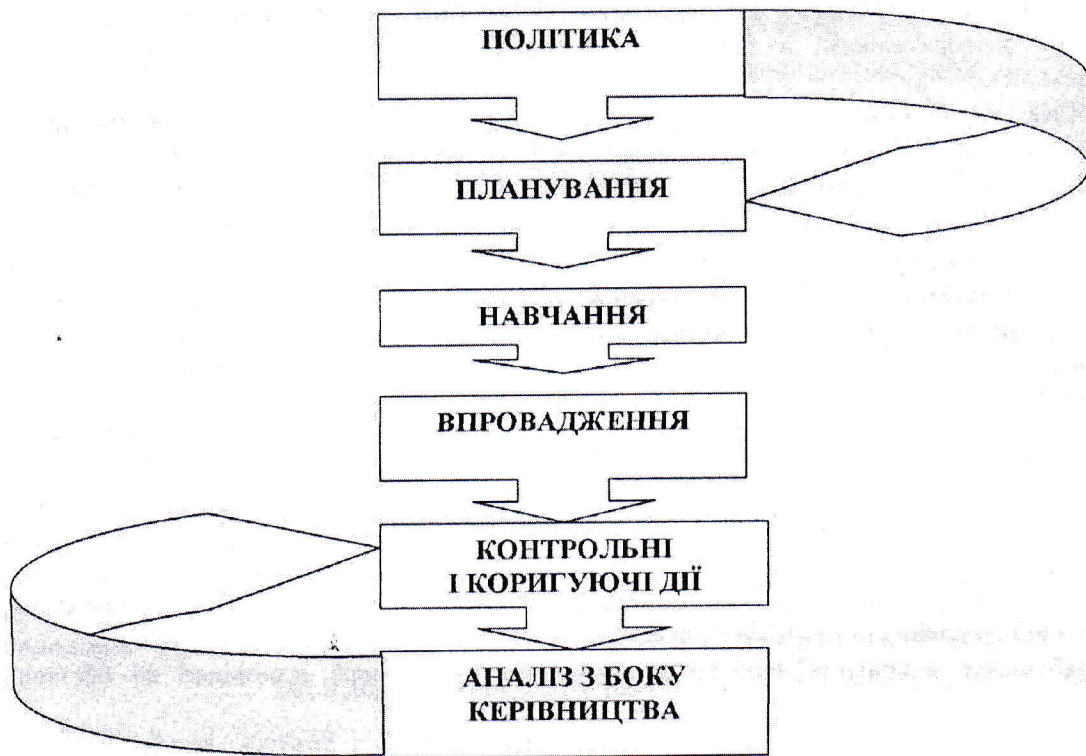 ПОЛІТИКА
ПЛАНУВАННЯ
НАВЧАННЯ
ВПРОВАДЖЕННЯ
КОНТРОЛЬНІ
І КОРИГУЮЧІ ДІЇ
АНАЛІЗ З БОКУ
КЕРІВНИЦТВА